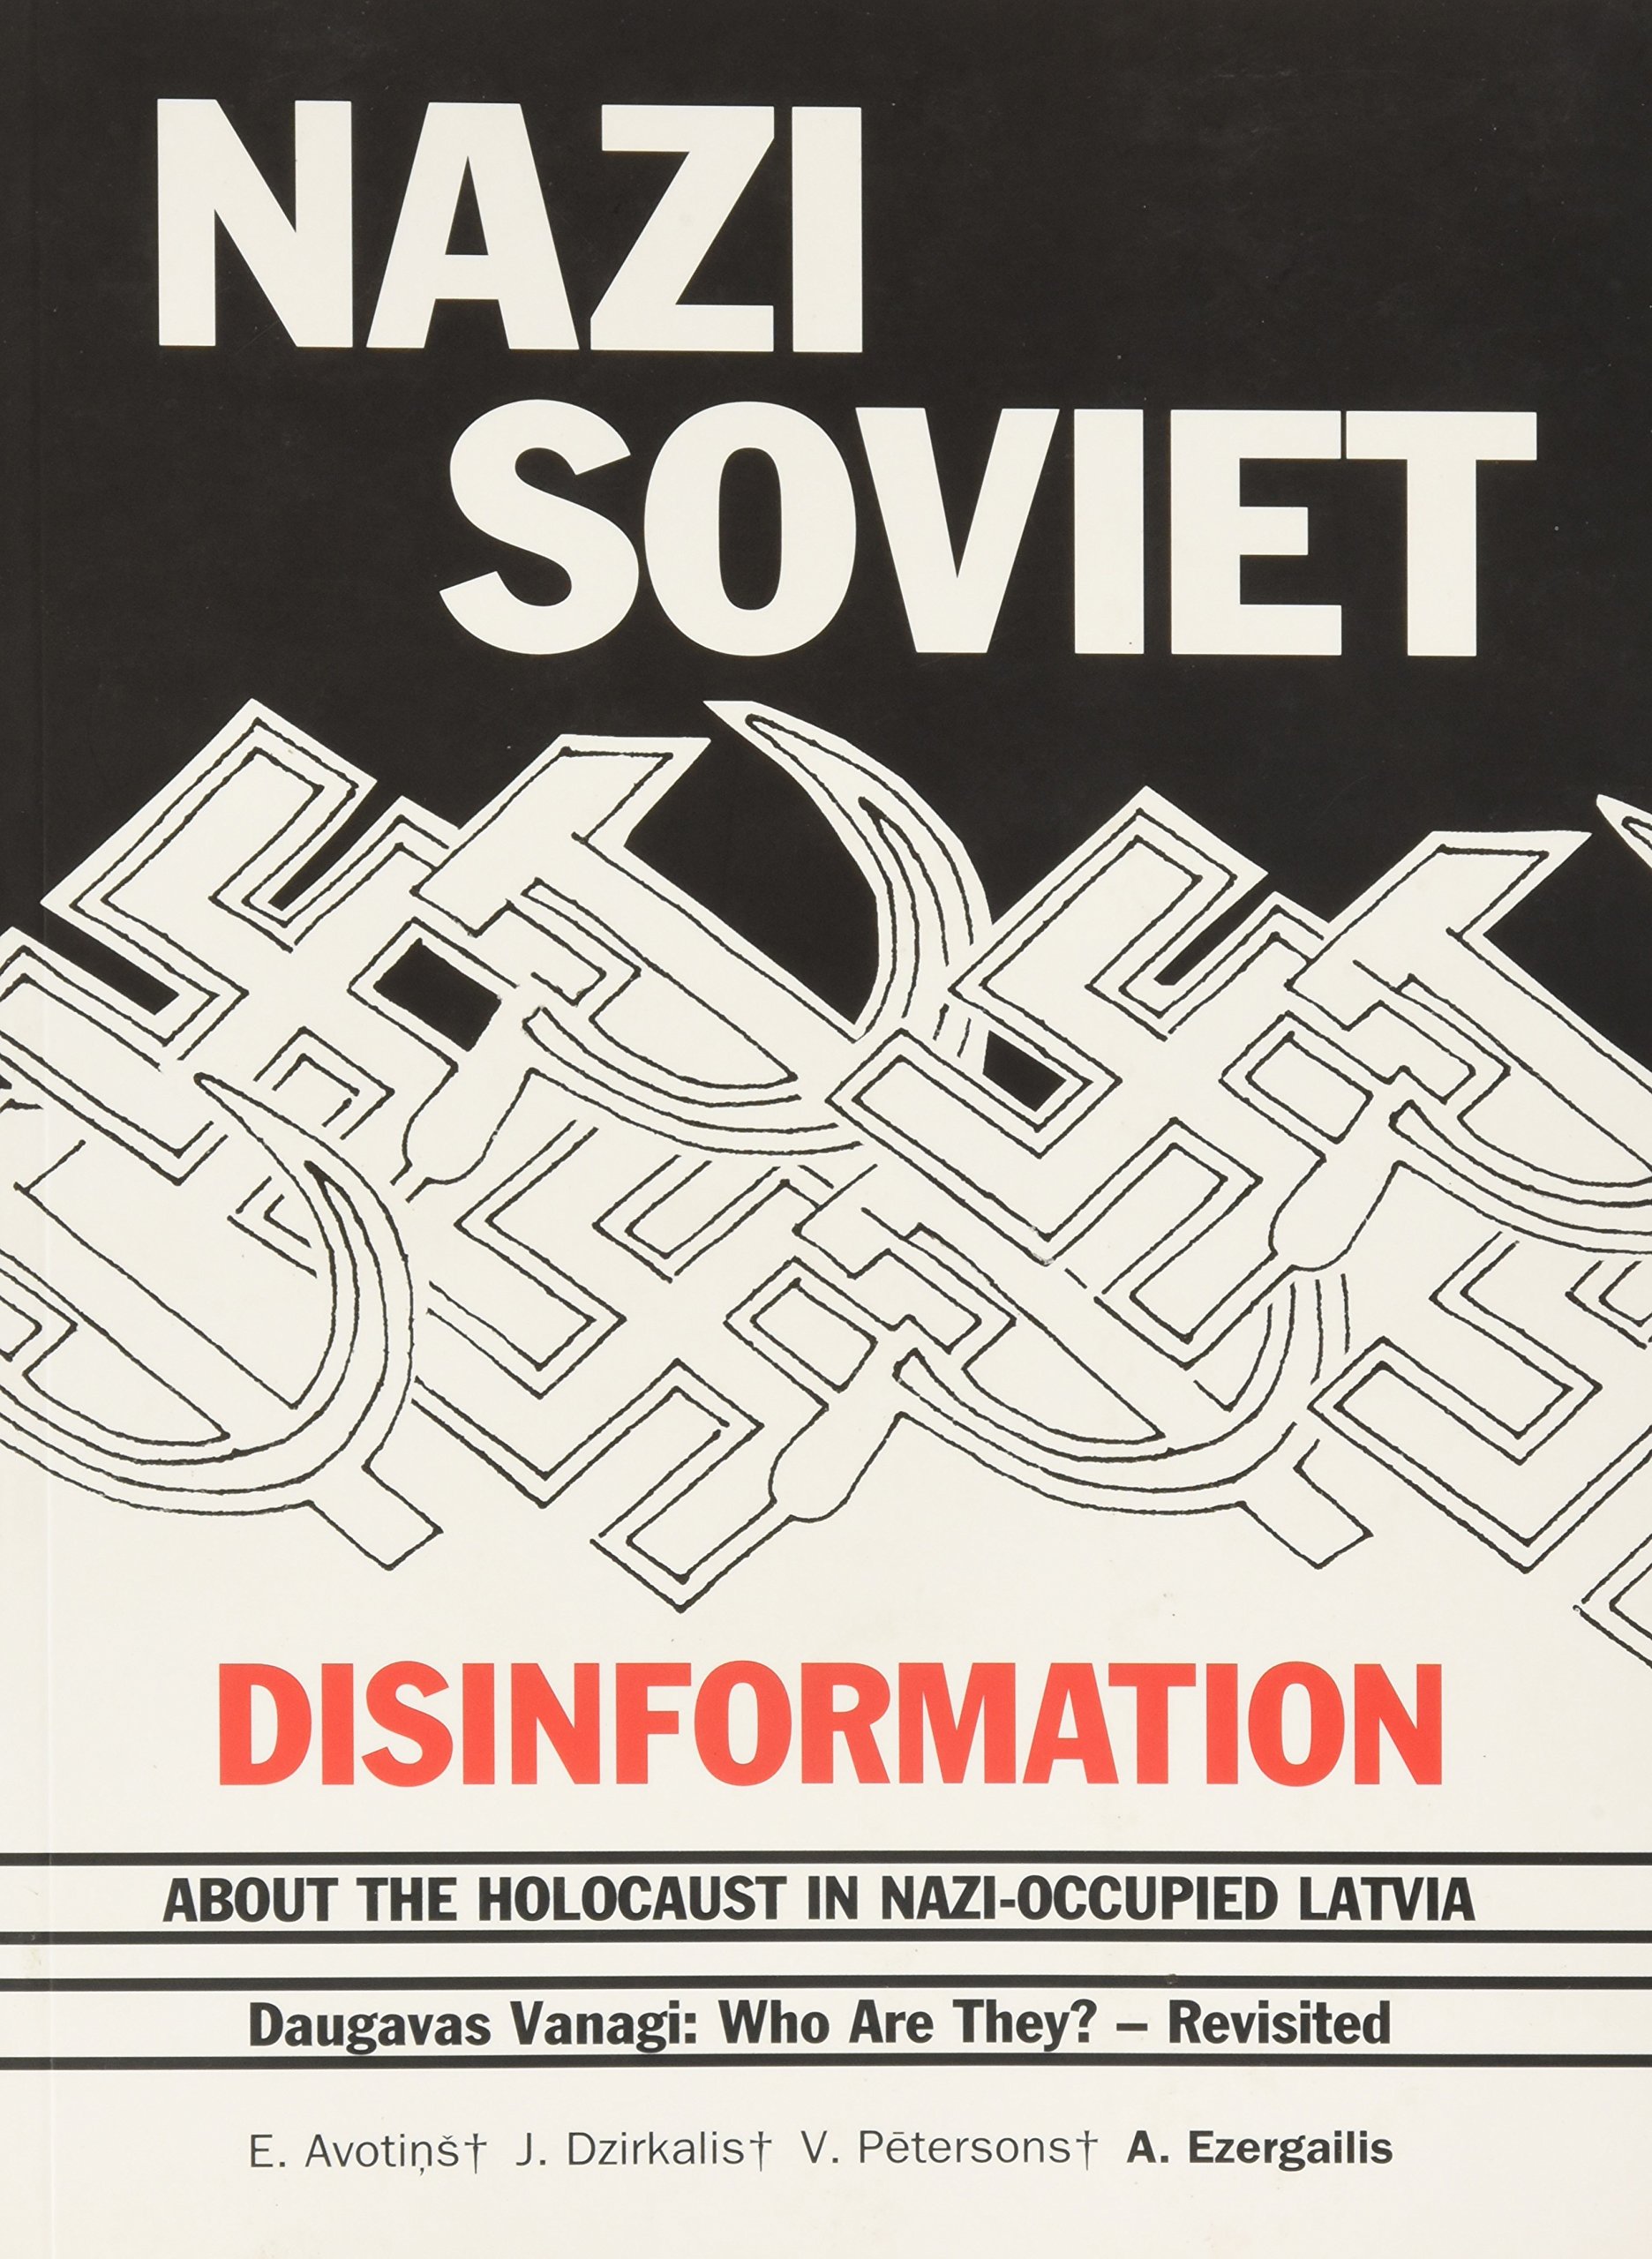 NAZI
SOVIET
DISINFORMATION
ABOUT THE HOLOCAUST IN NAZI-OCCUPIED LATVIA
Daugavas Vanagi: Who Are They? – Revisited
E. Avotiņš† J. Dzirkalis† V. Pētersons† A. Ezergailis